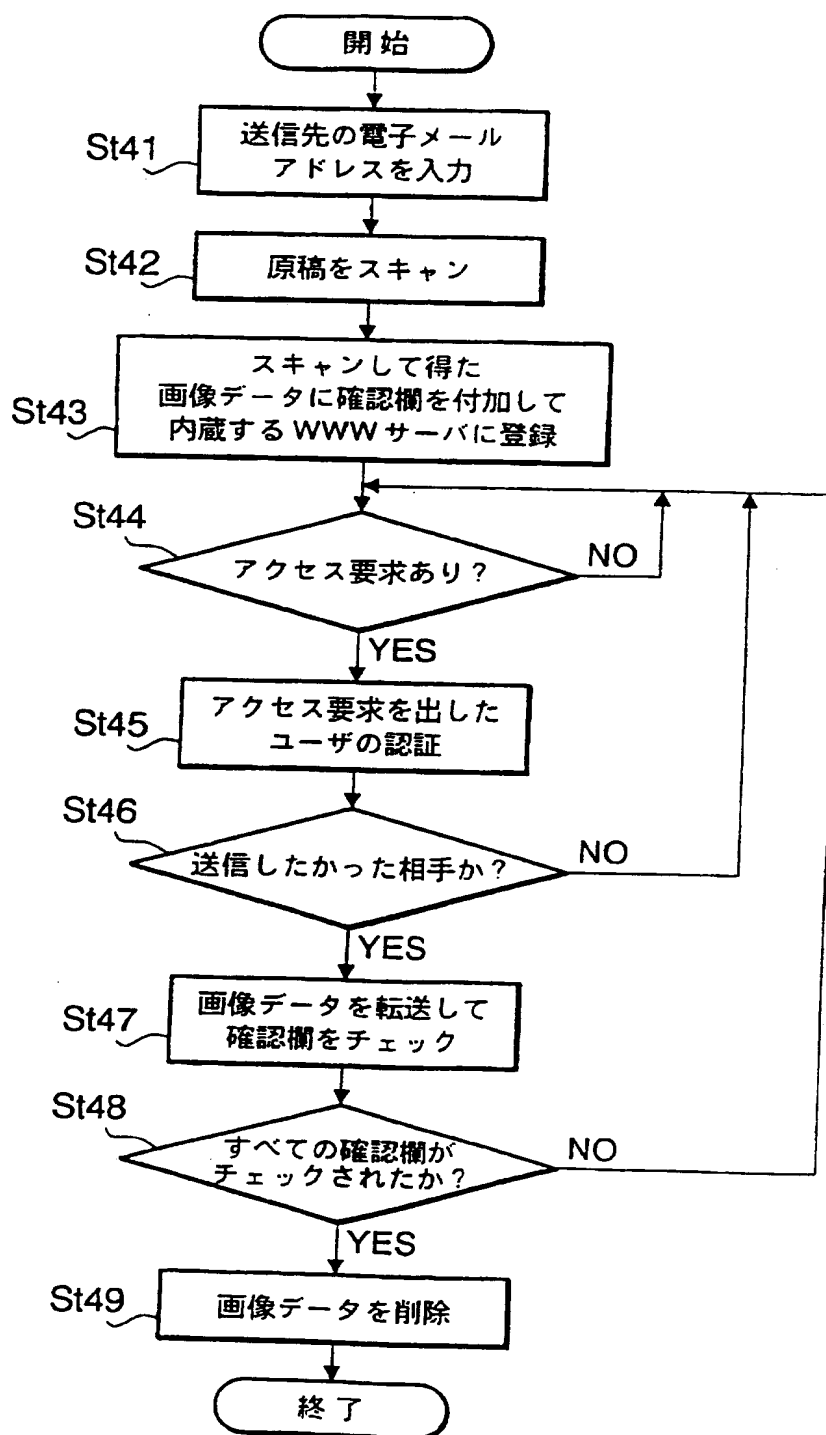 開始
St41
送信先の電子メール
アドレスを入力
St42
原稿をスキャン
St43
スキャンして得た
画像データに確認欄を付加して
内蔵するWWWサーバに登録
St44
アクセス要求あり?
NO
YES
St45
アクセス要求を出した
ユーザの認証
St46
送信したかった相手か?
NO
YES
St47
画像データを転送して
確認欄をチェック
St48
すべての確認欄が
チェックされたか?
NO
YES
St49
画像データを削除
終了